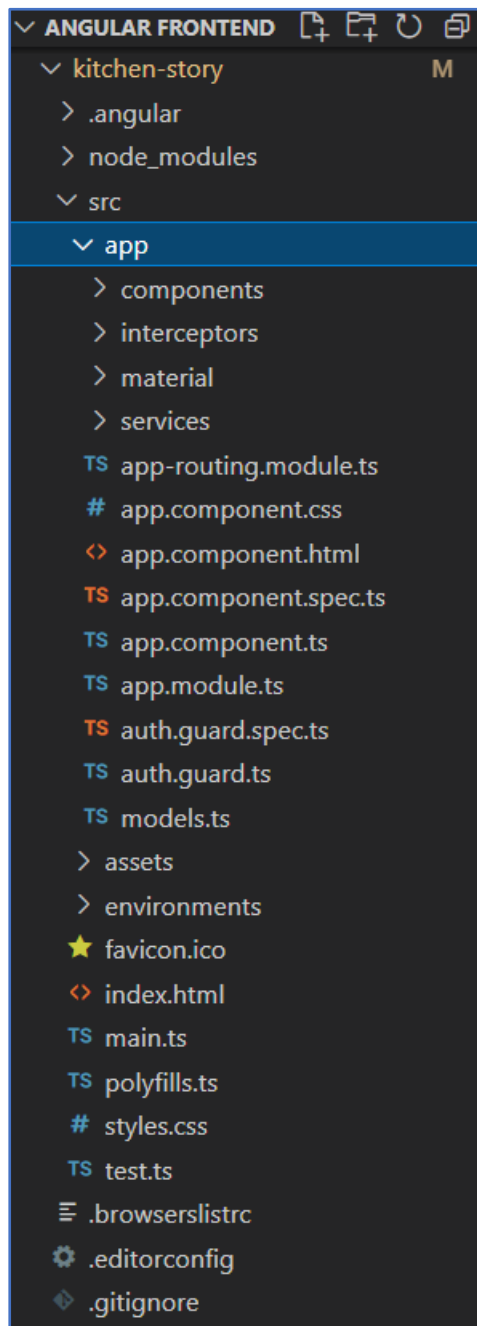 ANGULAR FRONTEND
kitchen-story M
.angular
node_modules
src
app
components
interceptors
material
services
TS app-routing.module.ts
# app.component.css
<> app.component.html
TS app.component.spec.ts
TS app.component.ts
TS app.module.ts
TS auth.guard.spec.ts
TS auth.guard.ts
TS models.ts
assets
environments
favicon.ico
<> index.html
TS main.ts
TS polyfills.ts
# styles.css
TS test.ts
.browserslistrc
.editorconfig
.gitignore